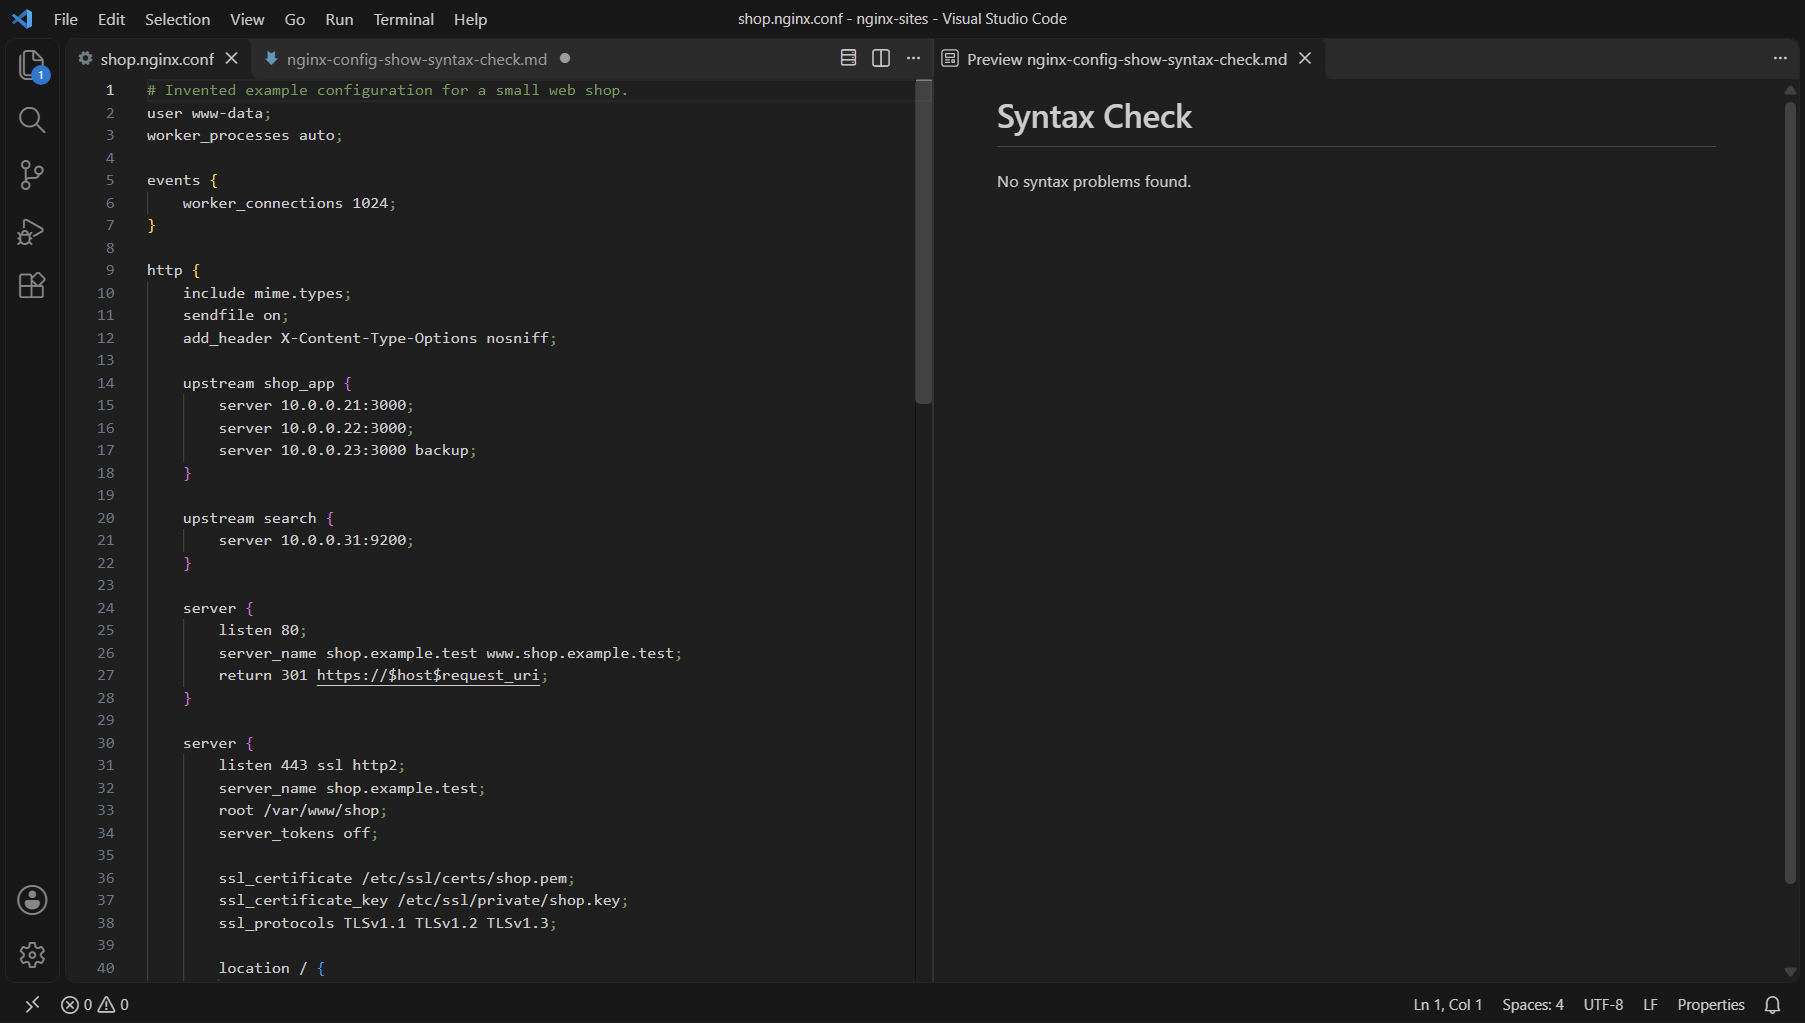 File Edit Selection View Go Run Terminal Help
shop.nginx.conf - nginx-sites - Visual Studio Code
1
shop.nginx.conf
nginx-config-show-syntax-check.md
Preview nginx-config-show-syntax-check.md
1 # Invented example configuration for a small web shop.
2 user www-data;
3 worker_processes auto;
4
5 events {
6 worker_connections 1024;
7 }
8
9 http {
10 include mime.types;
11 sendfile on;
12 add_header X-Content-Type-Options nosniff;
13
14 upstream shop_app {
15 server 10.0.0.21:3000;
16 server 10.0.0.22:3000;
17 server 10.0.0.23:3000 backup;
18 }
19
20 upstream search {
21 server 10.0.0.31:9200;
22 }
23
24 server {
25 listen 80;
26 server_name shop.example.test www.shop.example.test;
27 return 301 https://$host$request_uri;
28 }
29
30 server {
31 listen 443 ssl http2;
32 server_name shop.example.test;
33 root /var/www/shop;
34 server_tokens off;
35
36 ssl_certificate /etc/ssl/certs/shop.pem;
37 ssl_certificate_key /etc/ssl/private/shop.key;
38 ssl_protocols TLSv1.1 TLSv1.2 TLSv1.3;
39
40 location / {
Syntax Check
No syntax problems found.
0 0
Ln 1, Col 1 Spaces: 4 UTF-8 LF Properties